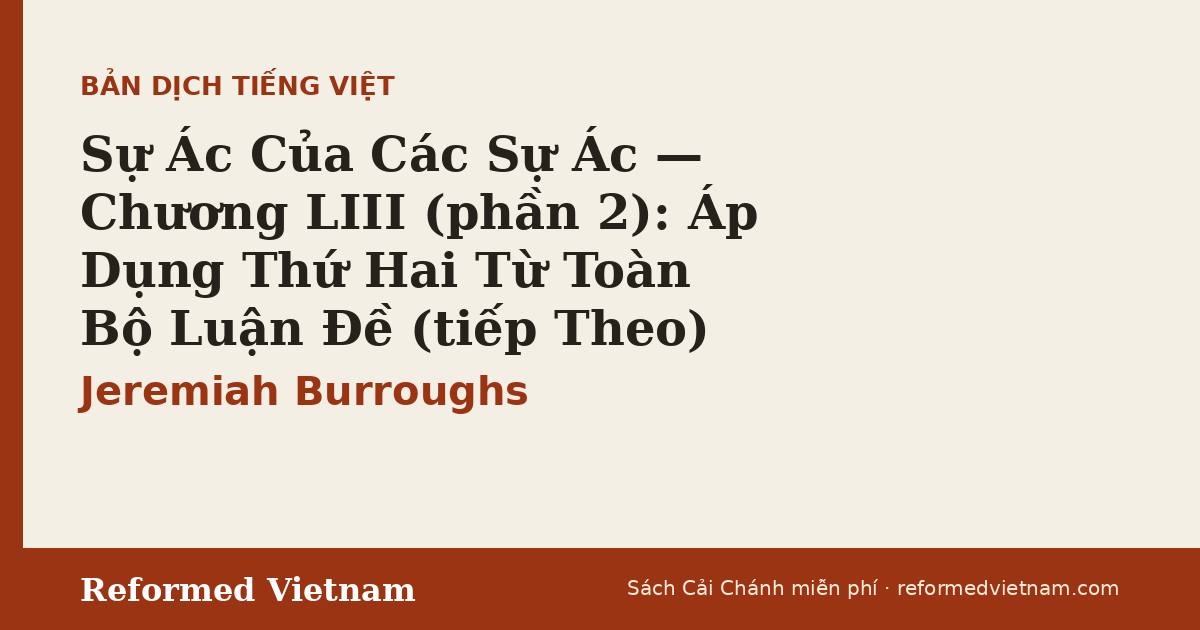 BẢN DỊCH TIẾNG VIỆT
Sự Ác Của Các Sự Ác —
Chương LIII (phần 2): Áp
Dụng Thứ Hai Từ Toàn
Bộ Luận Đề (tiếp Theo)
Jeremiah Burroughs
Reformed Vietnam
Sách Cải Chánh miễn phí · reformedvietnam.com